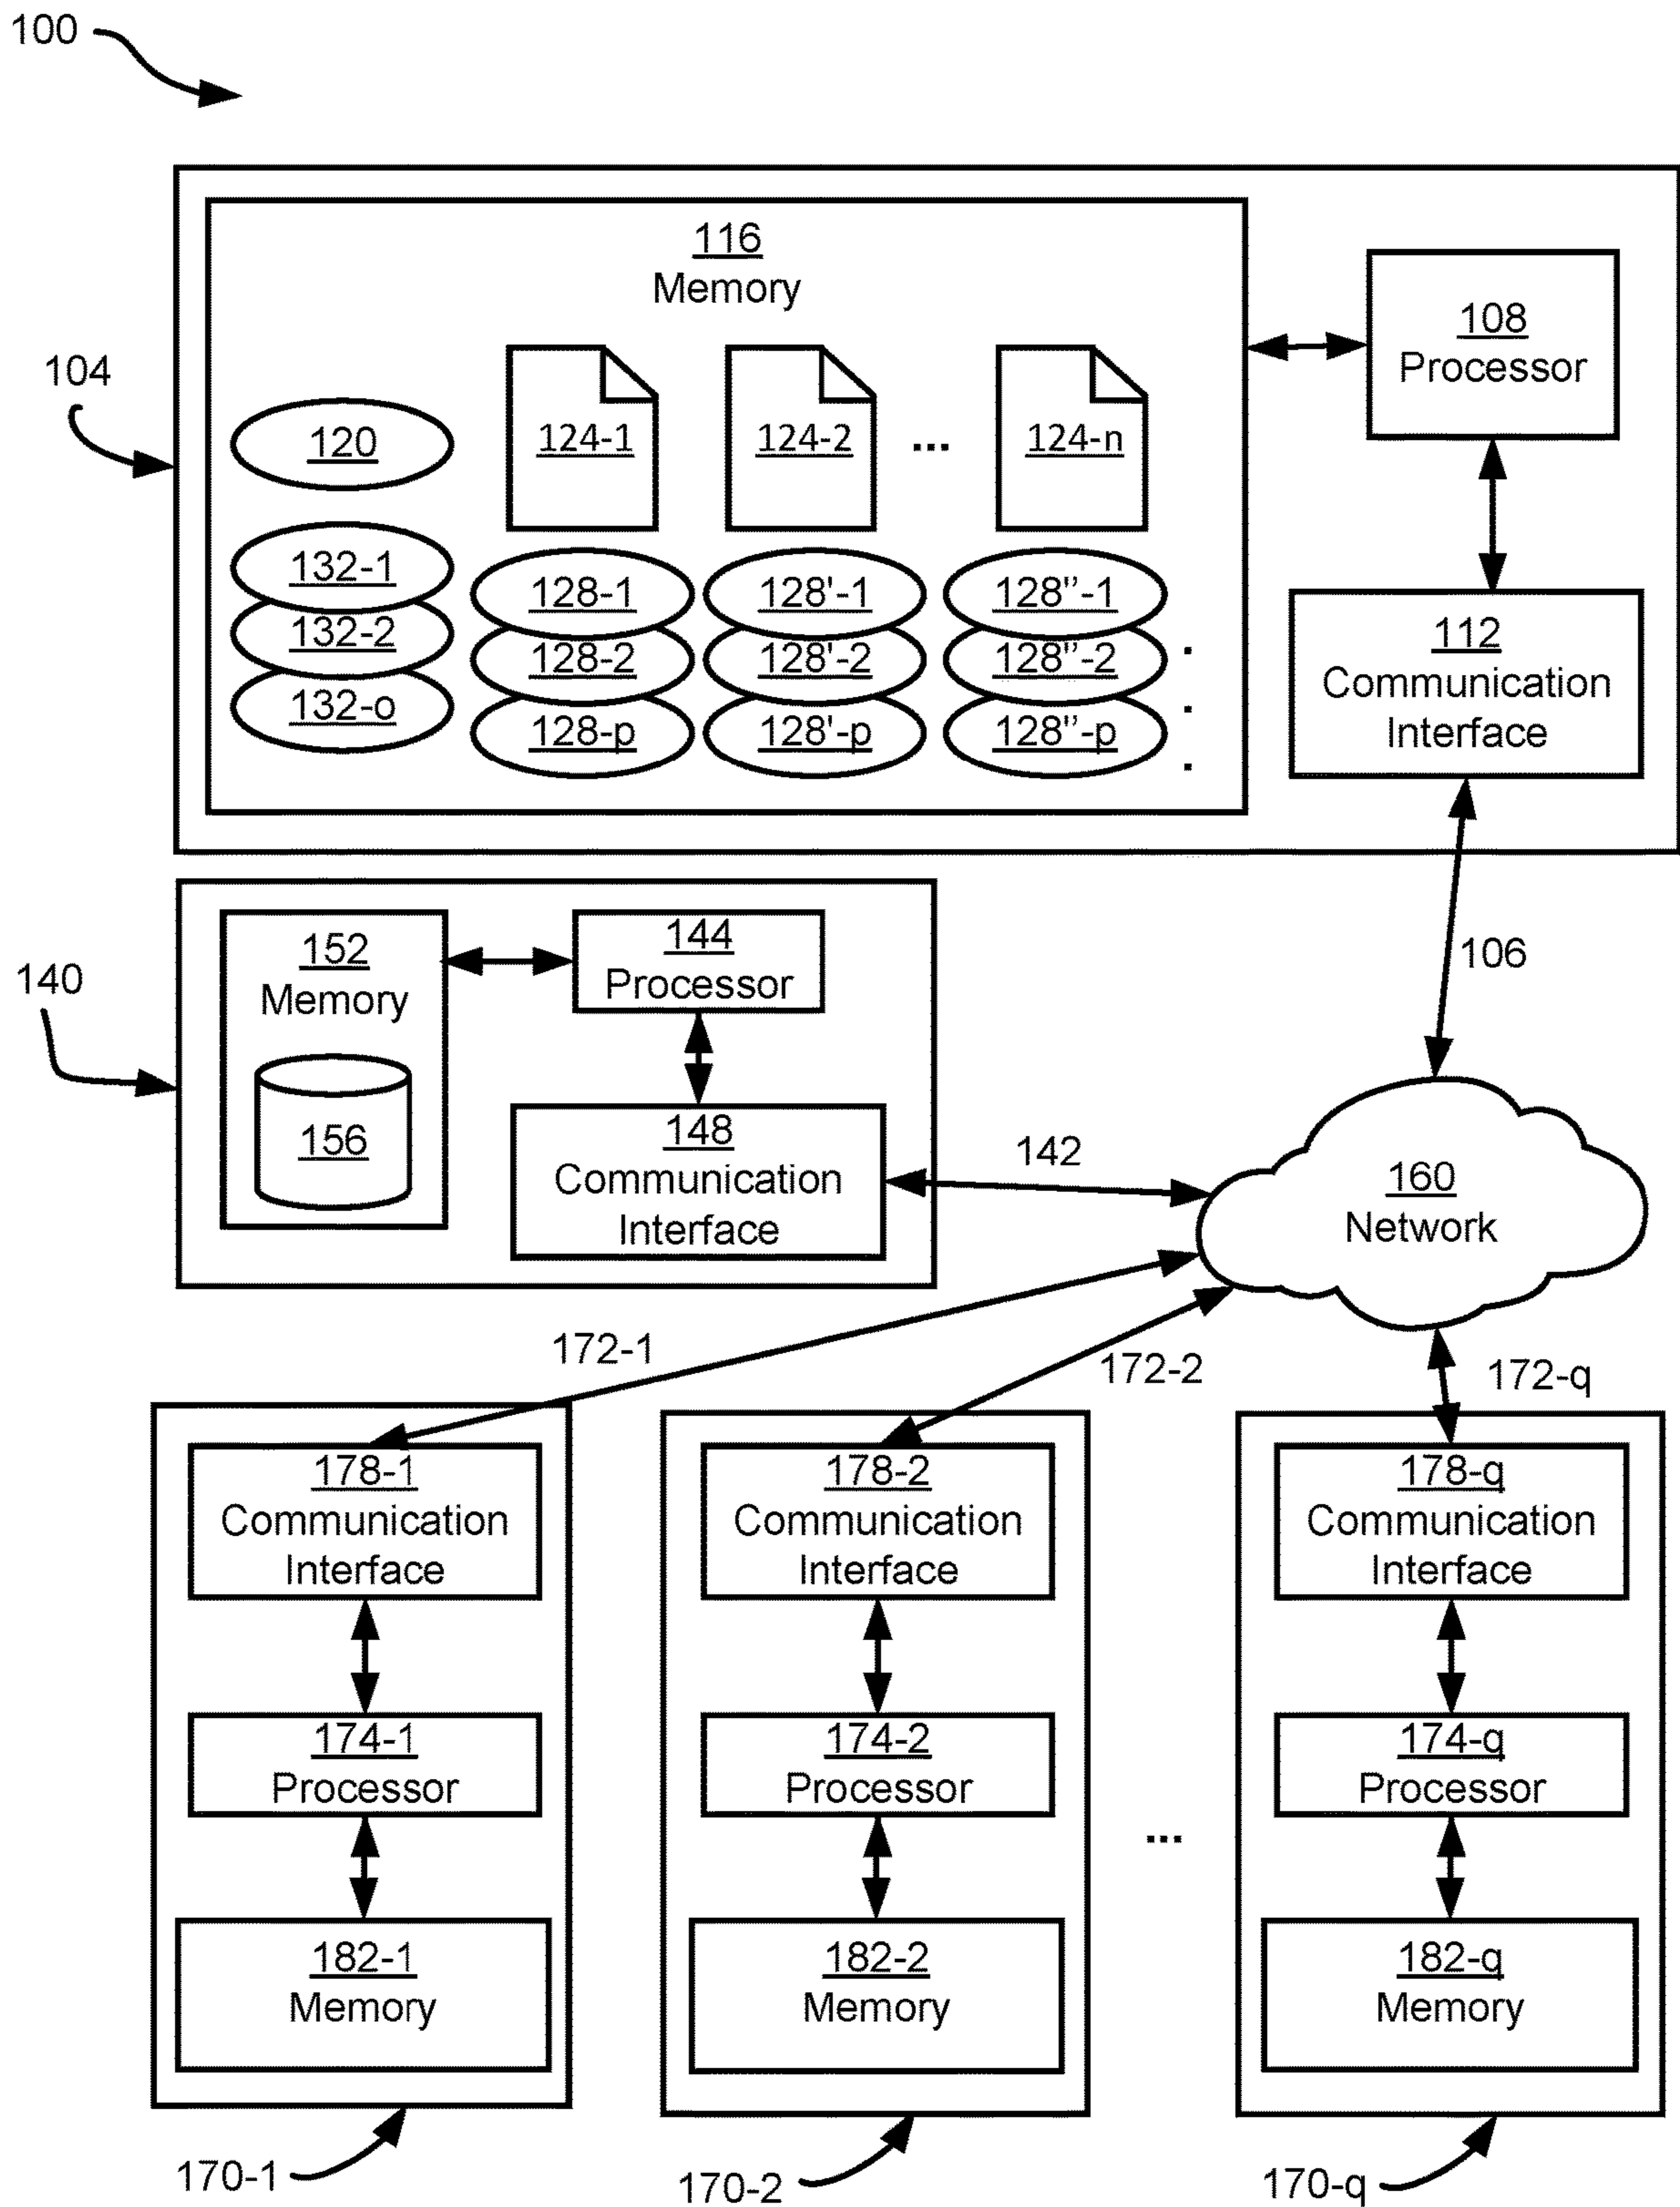 100
116
Memory
108
Processor
104
120
124-1
124-2
...
124-n
132-1
132-2
132-o
128-1
128-2
128-p
128'-1
128'-2
128'-p
128''-1
128''-2
128''-p
.
.
.
112
Communication
Interface
106
140
152
Memory
156
144
Processor
148
Communication
Interface
142
160
Network
172-1
172-2
172-q
178-1
Communication
Interface
174-1
Processor
182-1
Memory
178-2
Communication
Interface
174-2
Processor
182-2
Memory
...
178-q
Communication
Interface
174-q
Processor
182-q
Memory
170-1
170-2
170-q